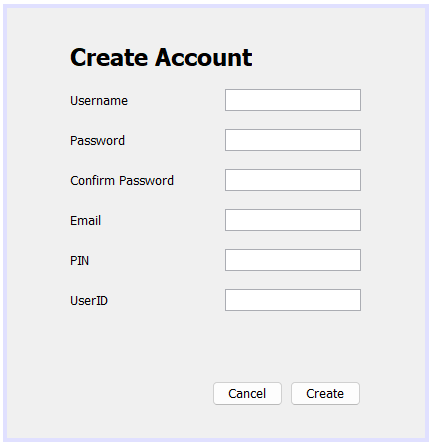 Create Account
Username
Password
Confirm Password
Email
PIN
UserID
Cancel Create